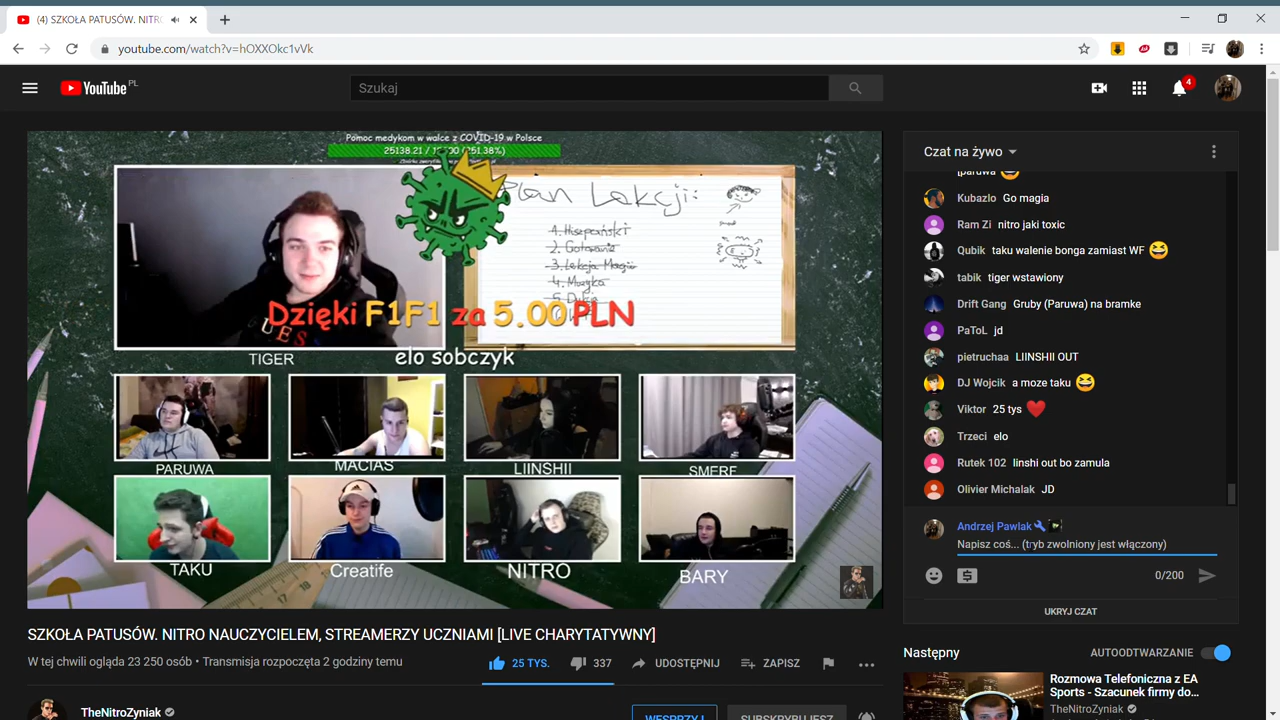 (4) SZKOŁA PATUSÓW. NITRO
youtube.com/watch?v=hOXXOkc1vVk
YouTube PL
Szukaj
4
Pomoc medykom w walce z COVID-19 w Polsce
25138.21 / (251.38%)
Plan Lekcji:
1. Hiszpański
2. Gotowanie
3. Lekcja Magii
4. Muzyka
Dzięki F1F1 za 5.00PLN
elo sobczyk
TIGER
PARUWA
MACIAS
LIINSHII
SMERF
TAKU
Creatife
NITRO
BARY
SZKOŁA PATUSÓW. NITRO NAUCZYCIELEM, STREAMERZY UCZNIAMI [LIVE CHARYTATYWNY]
W tej chwili ogląda 23 250 osób • Transmisja rozpoczęta 2 godziny temu
25 TYS.
337
UDOSTĘPNIJ
ZAPISZ
TheNitroZyniak
WESPRZYJ
SUBSKRYBUJESZ
Czat na żywo
(paruwa
Kubazlo Go magia
Ram Zi nitro jaki toxic
Qubik taku walenie bonga zamiast WF
tabik tiger wstawiony
Drift Gang Gruby (Paruwa) na bramke
PaToL jd
pietruchaa LIINSHII OUT
DJ Wojcik a moze taku
Viktor 25 tys
Trzeci elo
Rutek 102 linshi out bo zamula
Olivier Michalak JD
Andrzej Pawlak
Napisz coś... (tryb zwolniony jest włączony)
0/200
UKRYJ CZAT
Następny
AUTOODTWARZANIE
Rozmowa Telefoniczna z EA
Sports - Szacunek firmy do...
TheNitroZyniak